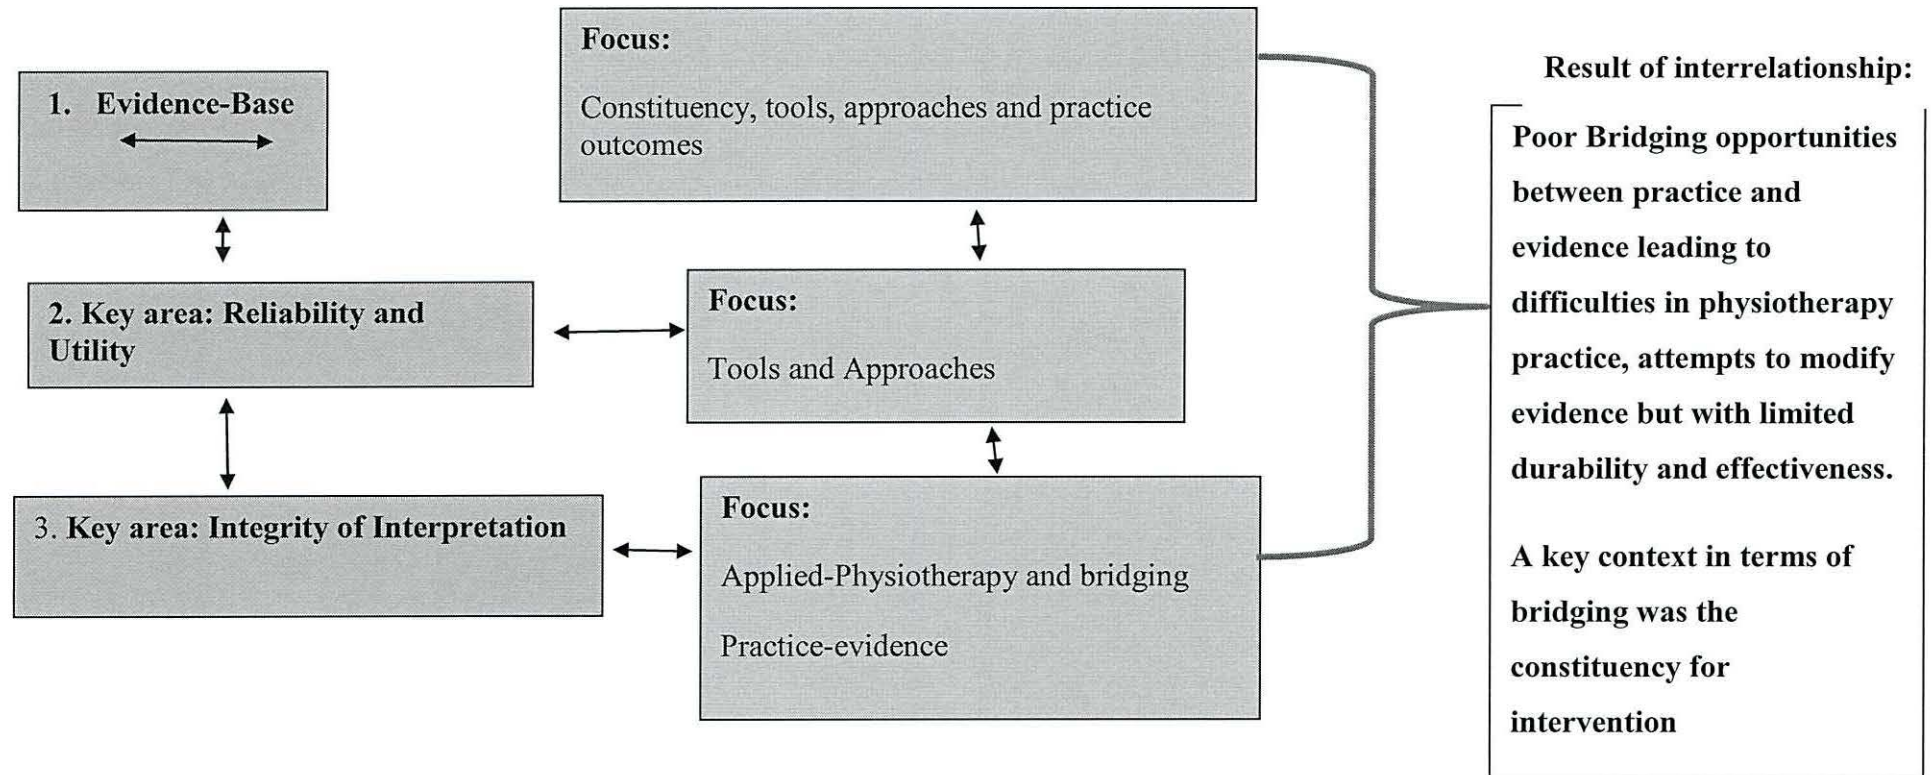 1. Evidence-Base
Focus:
Constituency, tools, approaches and practice
outcomes
2. Key area: Reliability and
Utility
Focus:
Tools and Approaches
3. Key area: Integrity of Interpretation
Focus:
Applied-Physiotherapy and bridging
Practice-evidence
Result of interrelationship:
Poor Bridging opportunities
between practice and
evidence leading to
difficulties in physiotherapy
practice, attempts to modify
evidence but with limited
durability and effectiveness.
A key context in terms of
bridging was the
constituency for
intervention